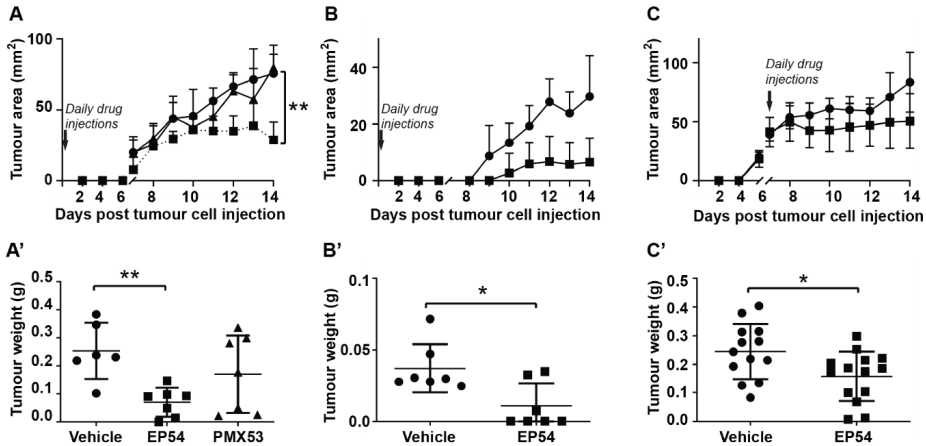 A
B
C
Tumour area (mm²)
100
50
0
Daily drug
injections
**
2 4 6 8 10 12 14
Days post tumour cell injection
Tumour area (mm²)
60
40
20
0
Daily drug
injections
2 4 6 8 10 12 14
Days post tumour cell injection
Tumour area (mm²)
150
100
50
0
Daily drug
injections
2 4 6 8 10 12 14
Days post tumour cell injection
A'
B'
C'
Tumour weight (g)
0.5
0.4
0.3
0.2
0.1
0.0
**
Vehicle EP54 PMX53
Tumour weight (g)
0.1
0.05
0.0
*
Vehicle EP54
Tumour weight (g)
0.5
0.4
0.3
0.2
0.1
0.0
*
Vehicle EP54